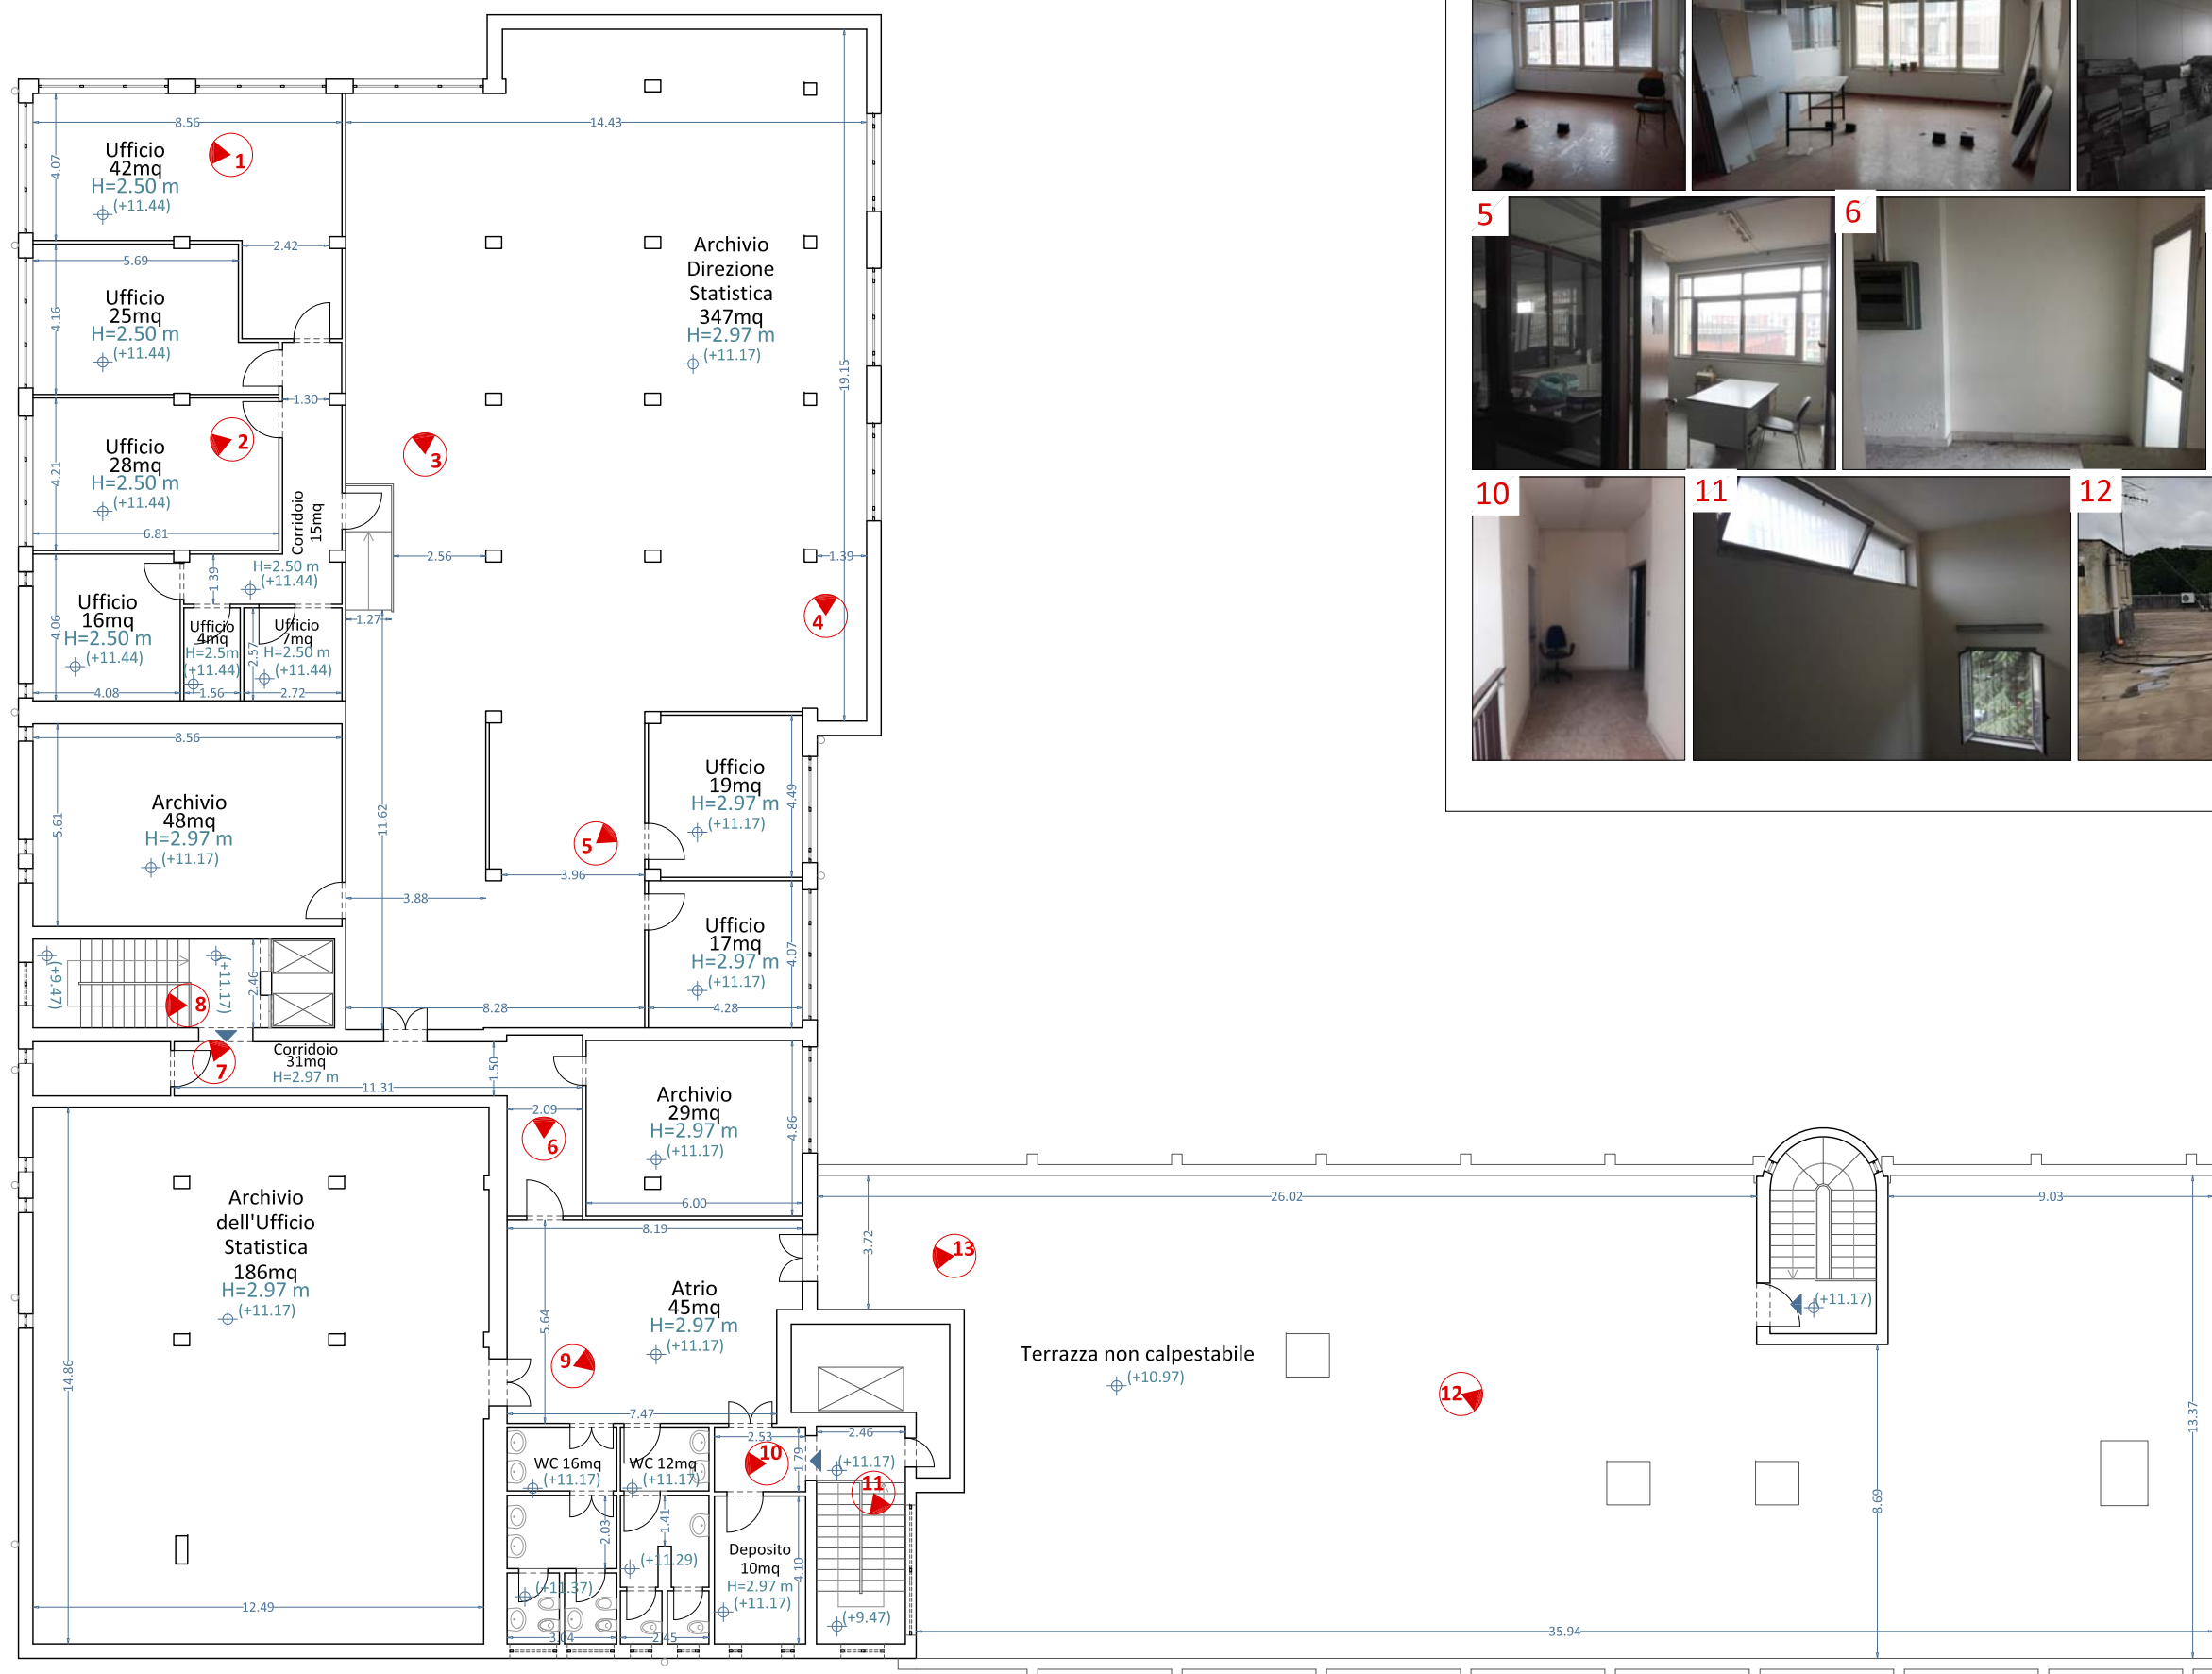 8.56
14.43
4.07
Ufficio
42mq
H=2.50 m
(+11.44)
1
2.42
5.69
Ufficio
25mq
H=2.50 m
(+11.44)
4.16
Archivio
Direzione
Statistica
347mq
H=2.97 m
(+11.17)
19.15
1.30
Ufficio
28mq
H=2.50 m
(+11.44)
4.21
2
3
6.81
Corridoio
15mq
H=2.50 m
(+11.44)
1.39
2.56
1.39
Ufficio
16mq
H=2.50 m
(+11.44)
4.06
Ufficio
4mq
H=2.5m
(+11.44)
Ufficio
7mq
H=2.50 m
(+11.44)
2.57
1.27
4
4.08
1.56
2.72
8.56
Archivio
48mq
H=2.97 m
(+11.17)
5.61
11.62
Ufficio
19mq
H=2.97 m
(+11.17)
4.49
5
3.96
3.88
Ufficio
17mq
H=2.97 m
(+11.17)
4.07
(+9.47)
(+11.17)
2.46
8
8.28
4.28
7
Corridoio
31mq
H=2.97 m
1.50
11.31
2.09
6
Archivio
29mq
H=2.97 m
(+11.17)
4.86
6.00
8.19
Archivio
dell'Ufficio
Statistica
186mq
H=2.97 m
(+11.17)
14.86
12.49
Atrio
45mq
H=2.97 m
(+11.17)
5.64
9
7.47
3.72
13
26.02
9.03
(+11.17)
Terrazza non calpestabile
(+10.97)
12
13.37
8.69
35.94
WC 16mq
(+11.17)
WC 12mq
(+11.17)
2.53
10
1.79
2.46
(+11.17)
11
2.03
1.41
(+11.29)
(+11.37)
Deposito
10mq
H=2.97 m
(+11.17)
4.10
(+9.47)
3.04
2.45
5
6
10
11
12